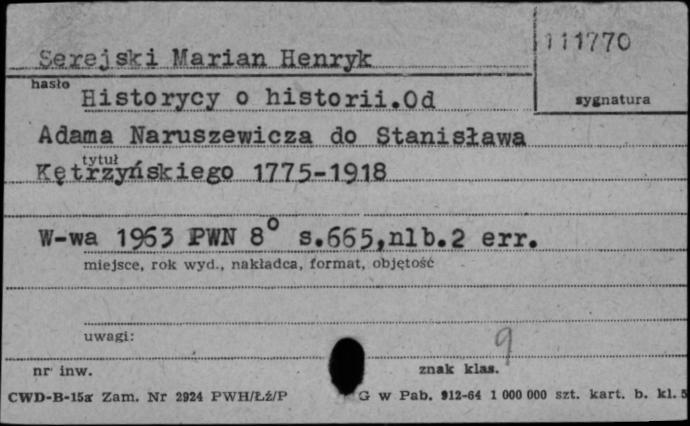 Serejski Marian Henryk
111770
hasło
sygnatura
Historycy o historii.Od
Adama Naruszewicza do Stanisława
tytuł
Kętrzyńskiego 1775-1918
W-wa 1963 PWN 8° s.665,nlb.2 err.
miejsce, rok wyd., nakładca, format, objętość
uwagi:
9
nr inw.
znak klas.
CWD-B-15a Zam. Nr 2924 PWH/Łź/P G w Pab. 912-64 1 000 000 szt. kart. b. kl. 5